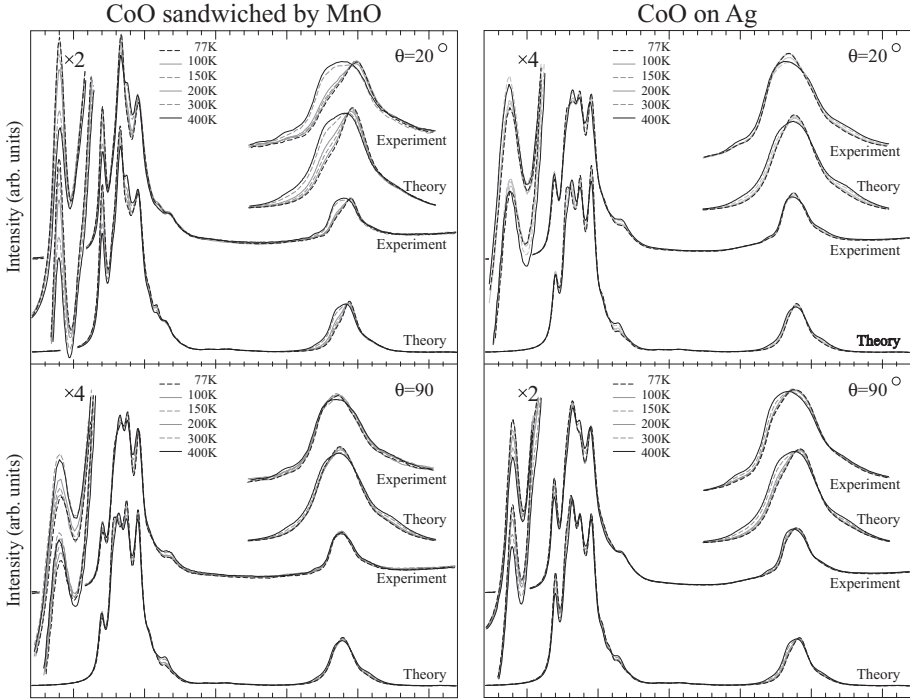 CoO sandwiched by MnO
CoO on Ag
Intensity (arb. units)
×2
77K
100K
150K
200K
300K
400K
θ=20 °
Experiment
Theory
Experiment
Theory
×4
77K
100K
150K
200K
300K
400K
θ=20 °
Experiment
Theory
Experiment
Theory
Intensity (arb. units)
×4
77K
100K
150K
200K
300K
400K
θ=90
Experiment
Theory
Experiment
Theory
×2
77K
100K
150K
200K
300K
400K
θ=90 °
Experiment
Theory
Experiment
Theory